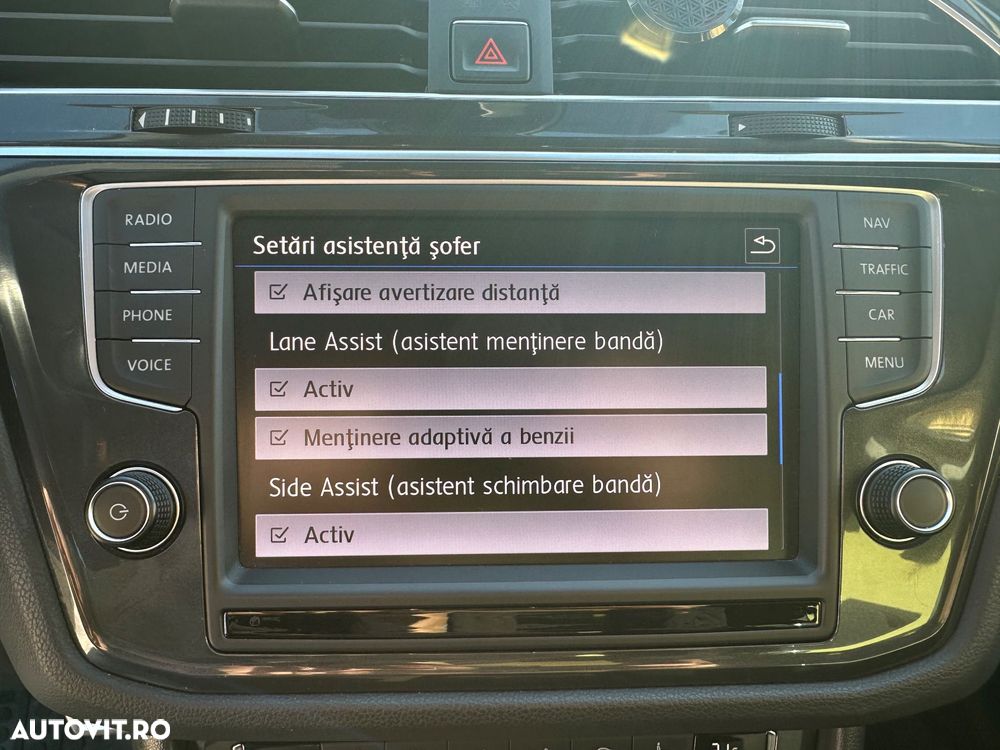 RADIO
MEDIA
PHONE
VOICE
Setări asistenţă şofer
Afişare avertizare distanţă
Lane Assist (asistent menţinere bandă)
Activ
Menţinere adaptivă a benzii
Side Assist (asistent schimbare bandă)
Activ
NAV
TRAFFIC
CAR
MENU
AUTOVIT.RO